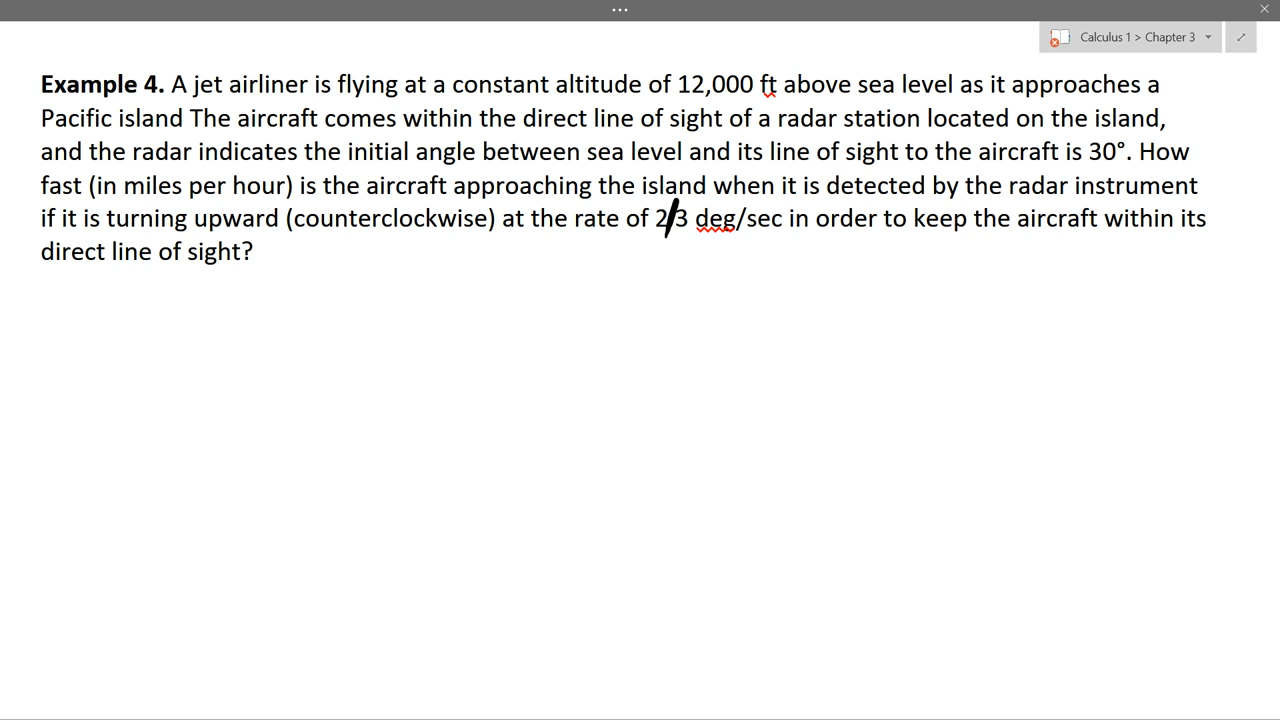 Calculus 1 > Chapter 3
Example 4. A jet airliner is flying at a constant altitude of 12,000 ft above sea level as it approaches a
Pacific island The aircraft comes within the direct line of sight of a radar station located on the island,
and the radar indicates the initial angle between sea level and its line of sight to the aircraft is 30°. How
fast (in miles per hour) is the aircraft approaching the island when it is detected by the radar instrument
if it is turning upward (counterclockwise) at the rate of 2/3 deg/sec in order to keep the aircraft within its
direct line of sight?